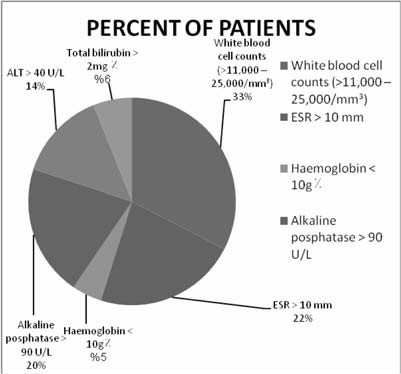 PERCENT OF PATIENTS
Total bilirubin >
2mg ٪
%6
White blood
cell counts
(>11,000 –
25,000/mm³)
33%
ALT > 40 U/L
14%
White blood cell
counts (>11,000 –
25,000/mm³)
ESR > 10 mm
Haemoglobin <
10g٪
Alkaline
posphatase > 90
U/L
ESR > 10 mm
22%
Haemoglobin <
10g٪
%5
Alkaline
posphatase >
90 U/L
20%